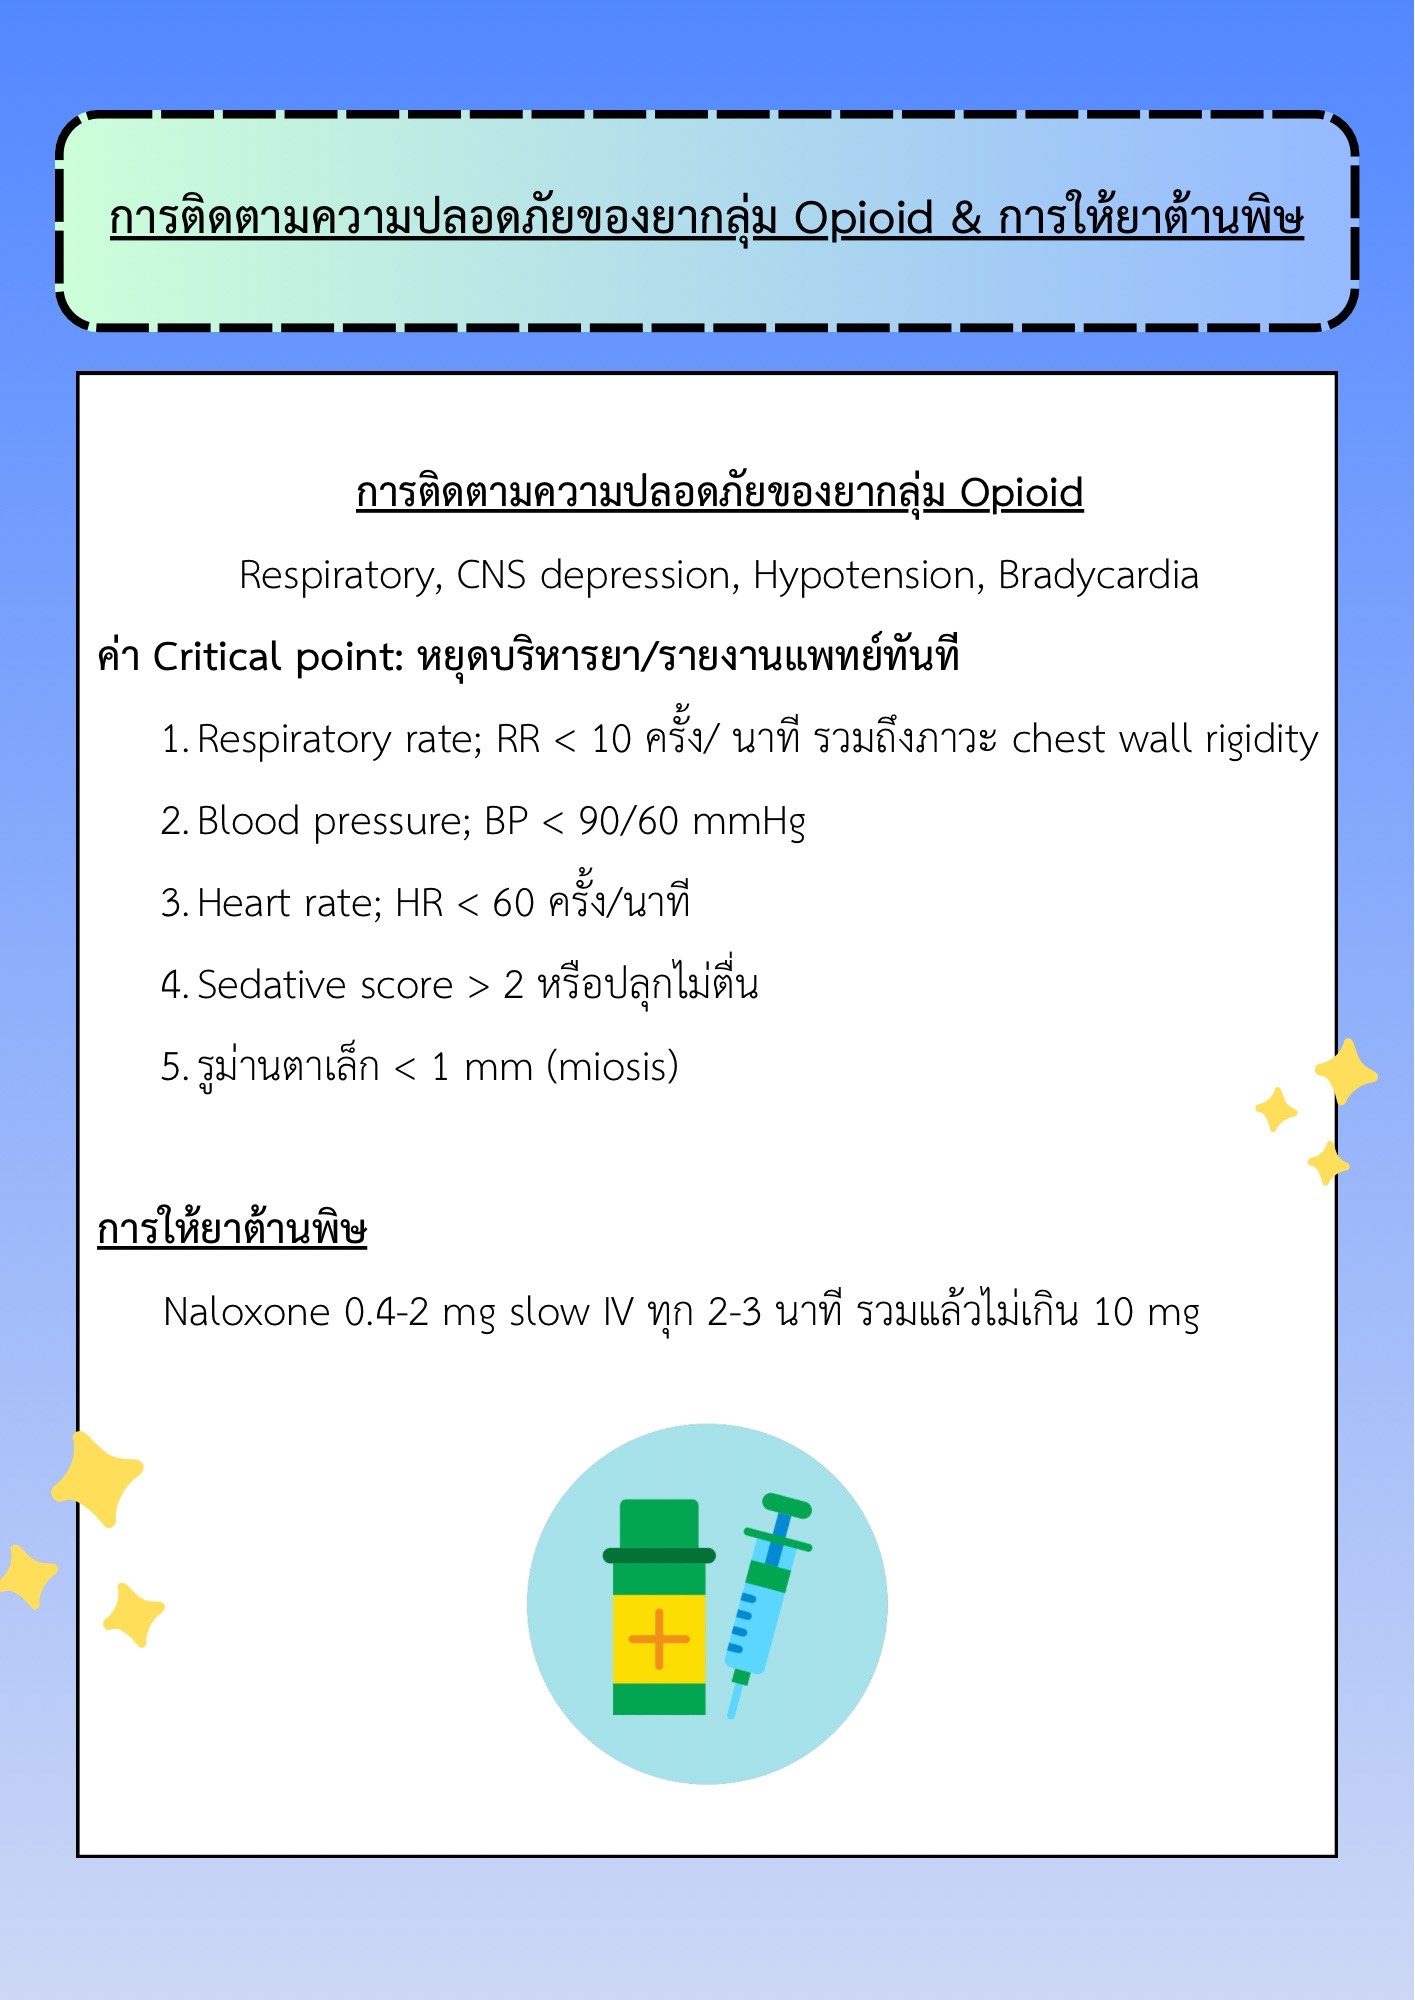 การติดตามความปลอดภัยของยากลุ่ม Opioid & การให้ยาต้านพิษ
การติดตามความปลอดภัยของยากลุ่ม Opioid
Respiratory, CNS depression, Hypotension, Bradycardia
ค่า Critical point: หยุดบริหารยา/รายงานแพทย์ทันที
1. Respiratory rate; RR < 10 ครั้ง/ นาที รวมถึงภาวะ chest wall rigidity
2. Blood pressure; BP < 90/60 mmHg
3. Heart rate; HR < 60 ครั้ง/นาที
4. Sedative score > 2 หรือปลุกไม่ตื่น
5. รูม่านตาเล็ก < 1 mm (miosis)
การให้ยาต้านพิษ
Naloxone 0.4-2 mg slow IV ทุก 2-3 นาที รวมแล้วไม่เกิน 10 mg